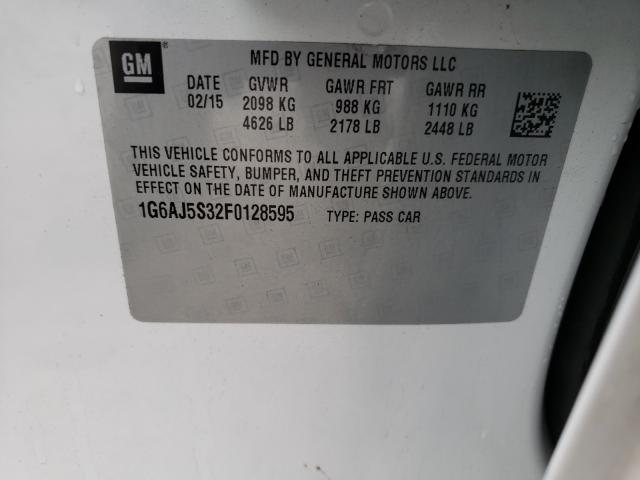 GM
MFD BY GENERAL MOTORS LLC
DATE GVWR GAWR FRT GAWR RR
02/15 2098 KG 988 KG 1110 KG
4626 LB 2178 LB 2448 LB
THIS VEHICLE CONFORMS TO ALL APPLICABLE U.S. FEDERAL MOTOR
VEHICLE SAFETY, BUMPER, AND THEFT PREVENTION STANDARDS IN
EFFECT ON THE DATE OF MANUFACTURE SHOWN ABOVE.
1G6AJ5S32F0128595 TYPE: PASS CAR